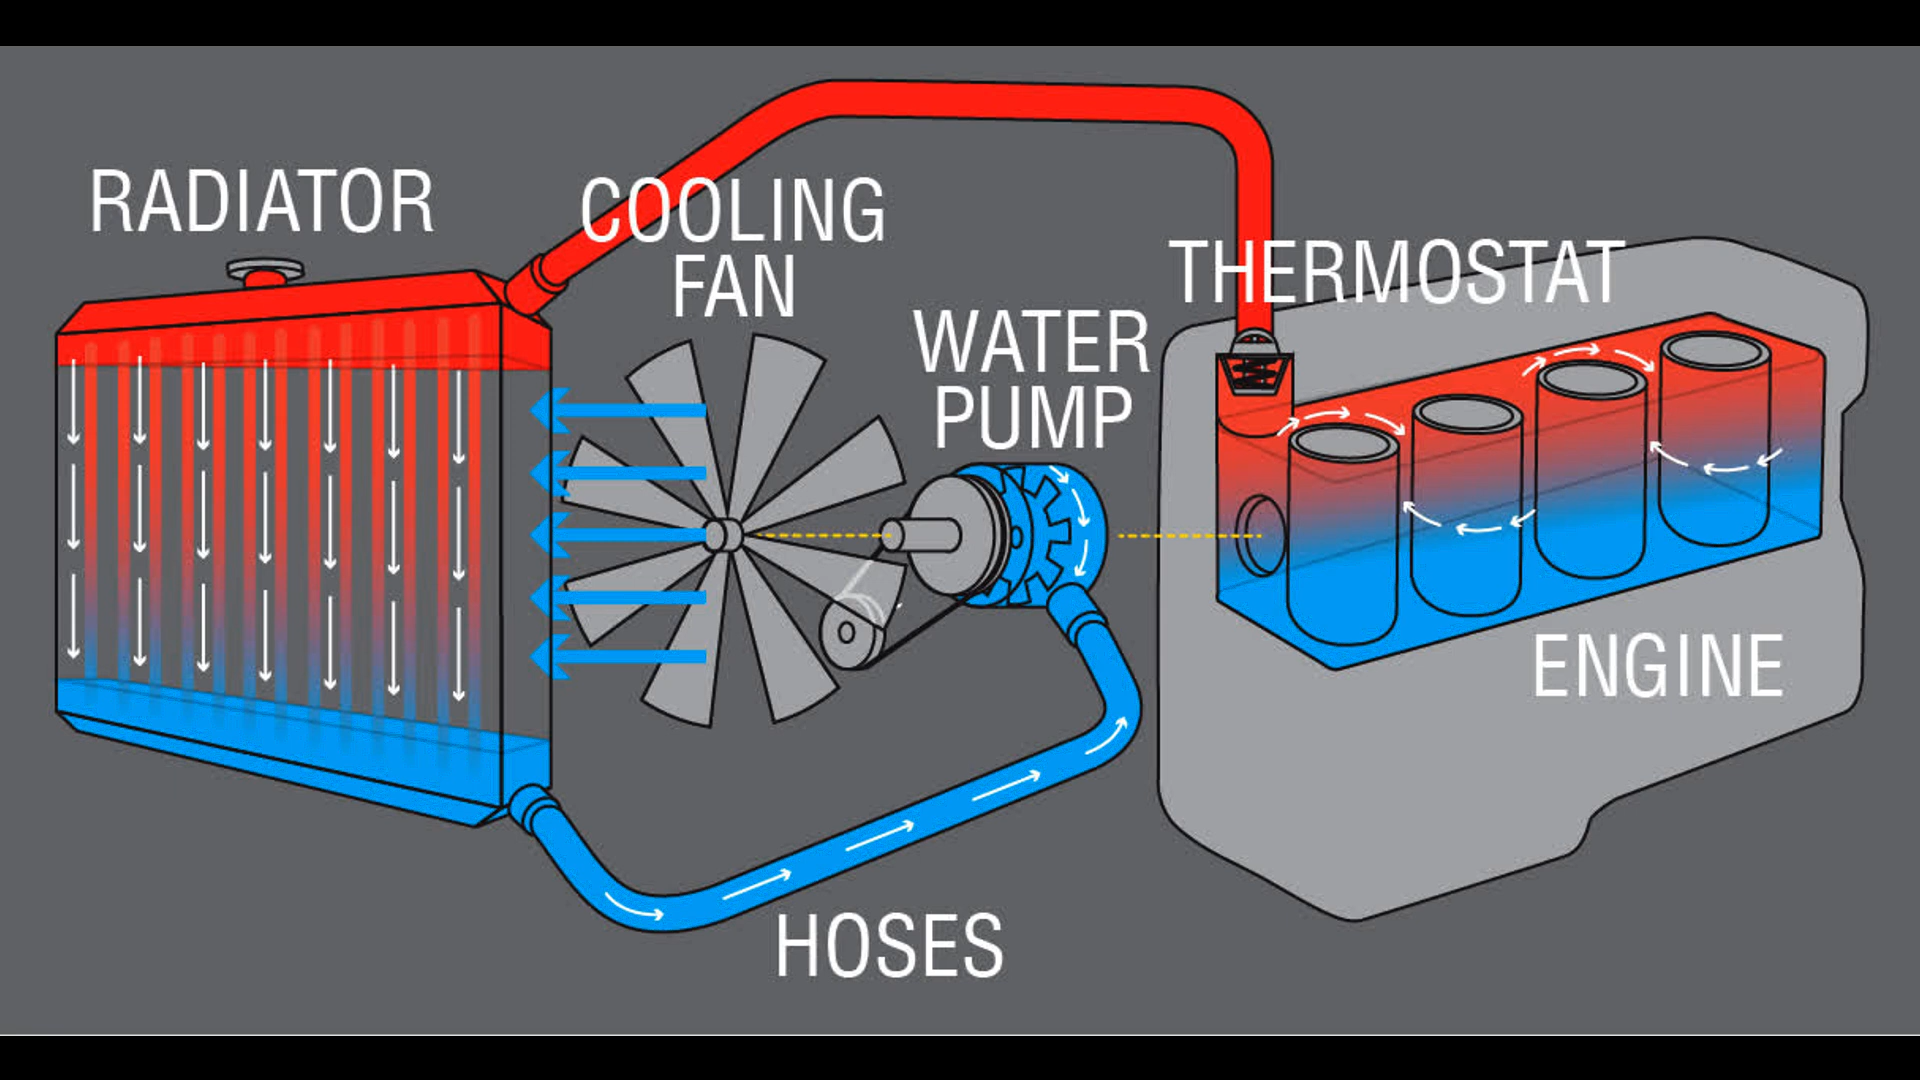 RADIATOR
COOLING
FAN
WATER
PUMP
THERMOSTAT
ENGINE
HOSES